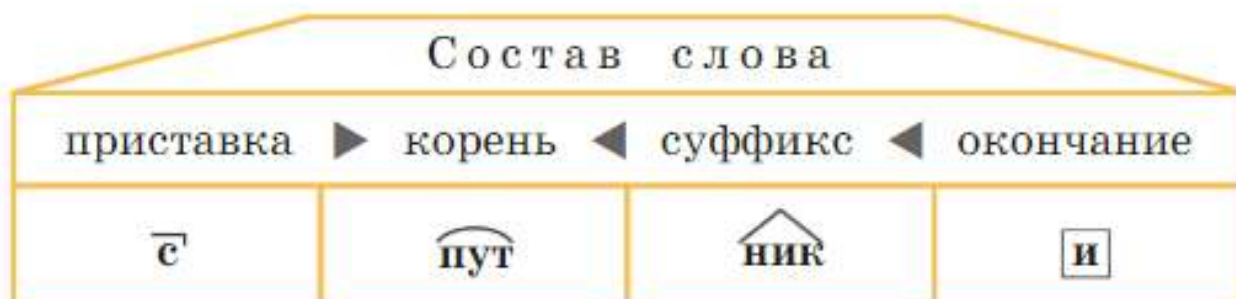 Состав слова
приставка ▶ корень ◀ суффикс ◀ окончание
с пут ник и